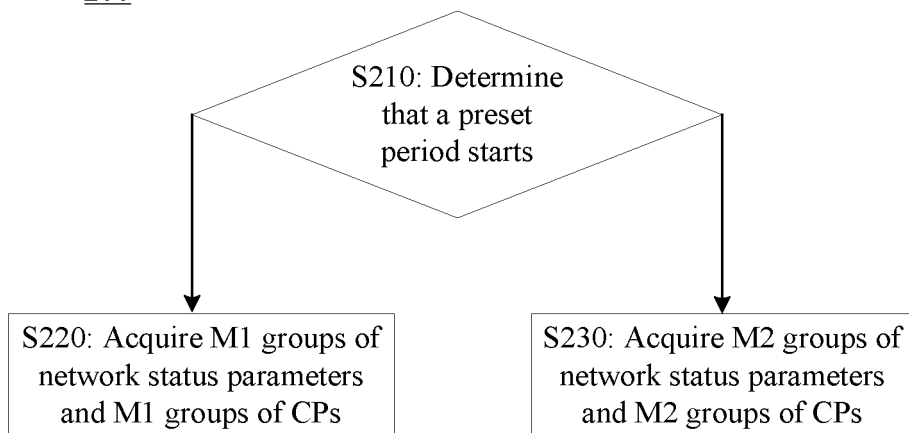 S210: Determine
that a preset
period starts
S220: Acquire M1 groups of
network status parameters
and M1 groups of CPs
S230: Acquire M2 groups of
network status parameters
and M2 groups of CPs